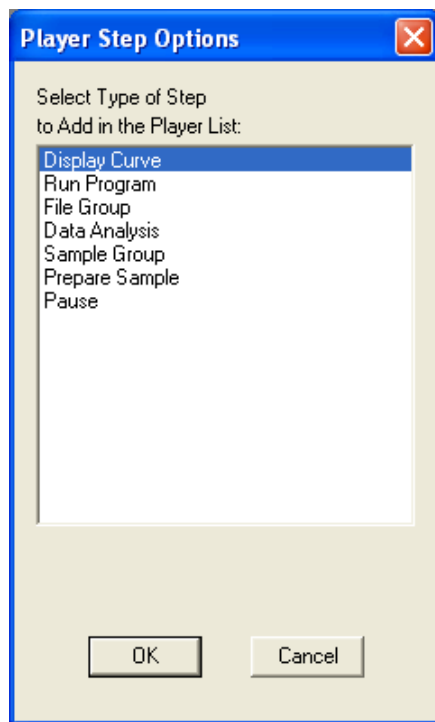 Player Step Options
Select Type of Step
to Add in the Player List:
Display Curve
Run Program
File Group
Data Analysis
Sample Group
Prepare Sample
Pause
OK
Cancel